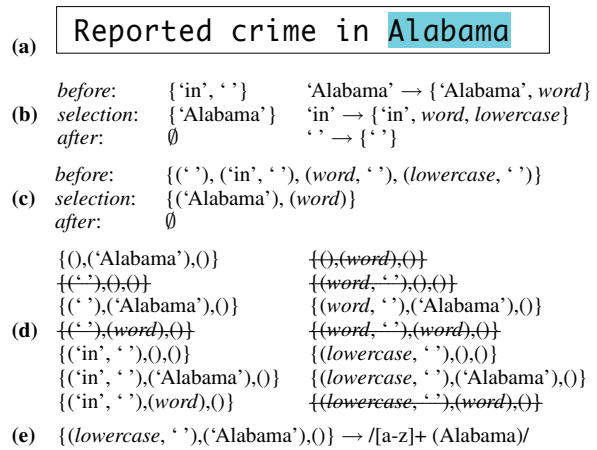 (a) Reported crime in Alabama
before: {‘in’, ‘ ’} ‘Alabama’ → {‘Alabama’, word}
(b) selection: {‘Alabama’} ‘in’ → {‘in’, word, lowercase}
after: ∅ ‘ ’ → {‘ ’}
before: {(‘ ’), (‘in’, ‘ ’), (word, ‘ ’), (lowercase, ‘ ’)}
(c) selection: {(‘Alabama’), (word)}
after: ∅
{(),(‘Alabama’),()} {(),(word),()}
{(‘ ’),(),()} {(word, ‘ ’),(),()}
{(‘ ’),(‘Alabama’),()} {(word, ‘ ’),(‘Alabama’),()}
(d) {(‘ ’),(word),()} {(word, ‘ ’),(word),()}
{(‘in’, ‘ ’),(),()} {(lowercase, ‘ ’),(),()}
{(‘in’, ‘ ’),(‘Alabama’),()} {(lowercase, ‘ ’),(‘Alabama’),()}
{(‘in’, ‘ ’),(word),()} {(lowercase, ‘ ’),(word),()}
(e) {(lowercase, ‘ ’),(‘Alabama’),()} → /[a-z]+ (Alabama)/